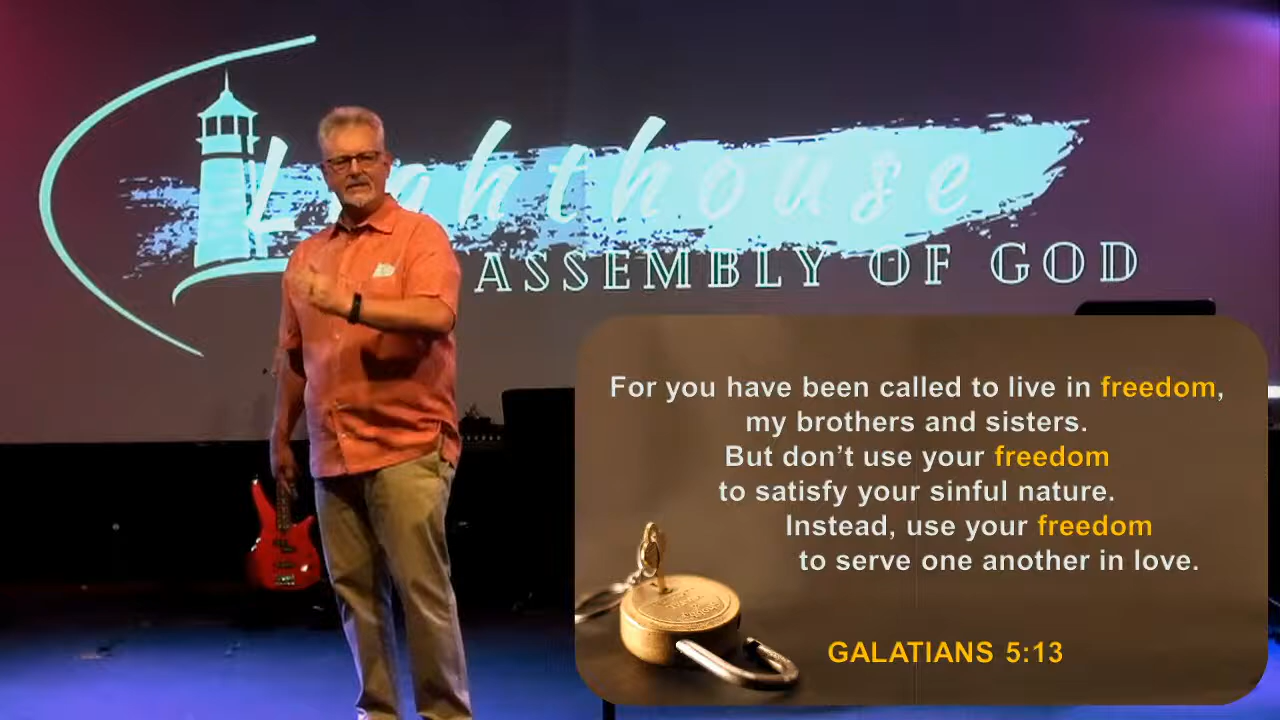 Lighthouse
ASSEMBLY OF GOD
For you have been called to live in freedom,
my brothers and sisters.
But don’t use your freedom
to satisfy your sinful nature.
Instead, use your freedom
to serve one another in love.
GALATIANS 5:13